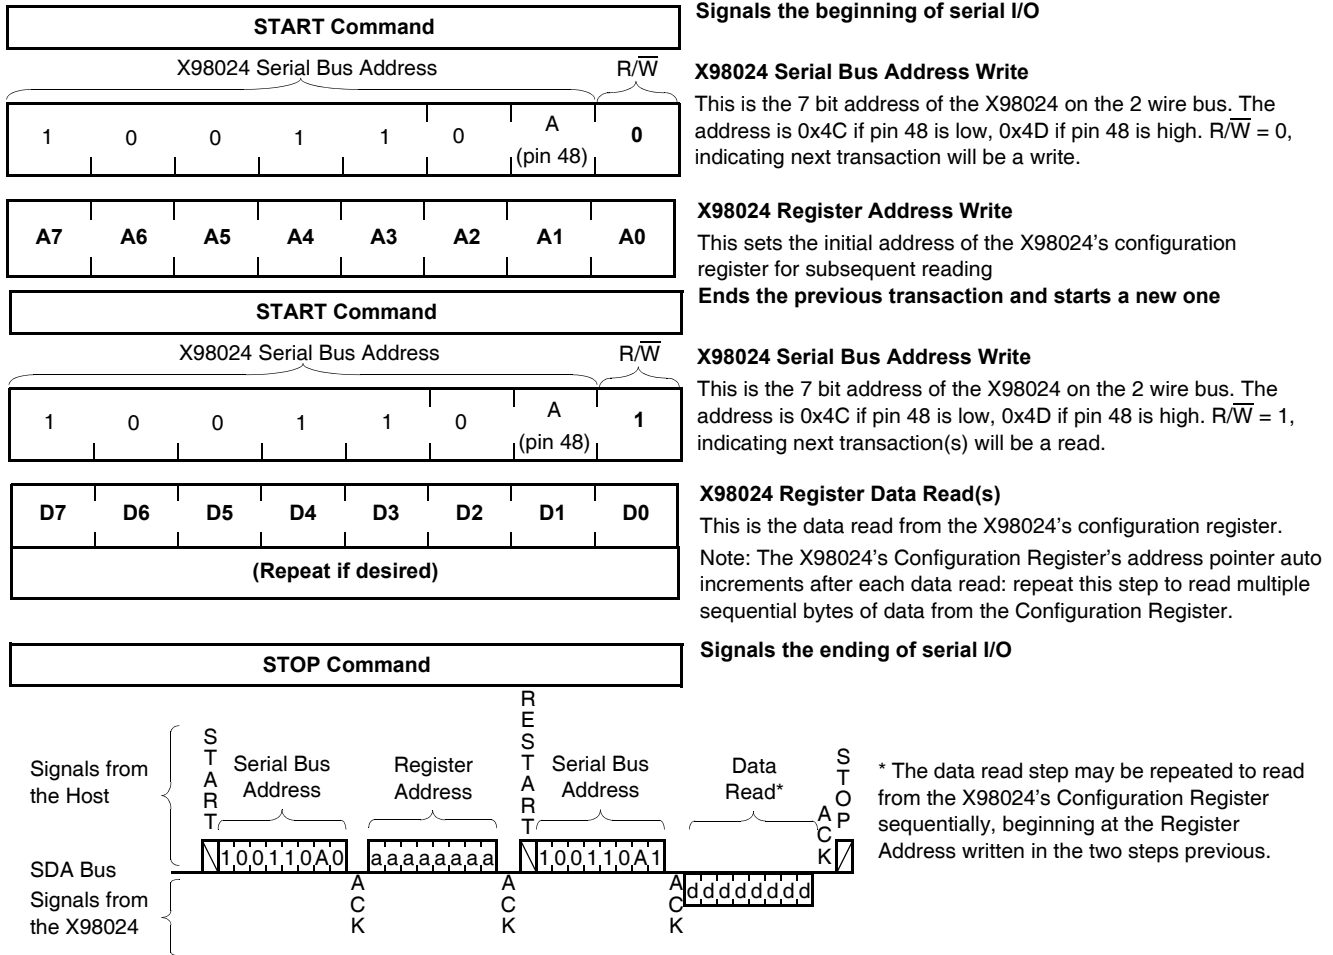 START Command
Signals the beginning of serial I/O
X98024 Serial Bus Address
R/W
1 0 0 1 1 0 A (pin 48) 0
X98024 Serial Bus Address Write
This is the 7 bit address of the X98024 on the 2 wire bus. The
address is 0x4C if pin 48 is low, 0x4D if pin 48 is high. R/W = 0,
indicating next transaction will be a write.
A7 A6 A5 A4 A3 A2 A1 A0
X98024 Register Address Write
This sets the initial address of the X98024's configuration
register for subsequent reading
START Command
Ends the previous transaction and starts a new one
X98024 Serial Bus Address
R/W
1 0 0 1 1 0 A (pin 48) 1
X98024 Serial Bus Address Write
This is the 7 bit address of the X98024 on the 2 wire bus. The
address is 0x4C if pin 48 is low, 0x4D if pin 48 is high. R/W = 1,
indicating next transaction(s) will be a read.
D7 D6 D5 D4 D3 D2 D1 D0
(Repeat if desired)
X98024 Register Data Read(s)
This is the data read from the X98024's configuration register.
Note: The X98024's Configuration Register's address pointer auto
increments after each data read: repeat this step to read multiple
sequential bytes of data from the Configuration Register.
STOP Command
Signals the ending of serial I/O
Signals from
the Host
START
Serial Bus
Address
Register
Address
RESTART
Serial Bus
Address
Data
Read*
ACK
STOP
* The data read step may be repeated to read
from the X98024's Configuration Register
sequentially, beginning at the Register
Address written in the two steps previous.
SDA Bus
1 0 0 1 1 0 A 0
a a a a a a a a
1 0 0 1 1 0 A 1
Signals from
the X98024
ACK
ACK
ACK
d d d d d d d d